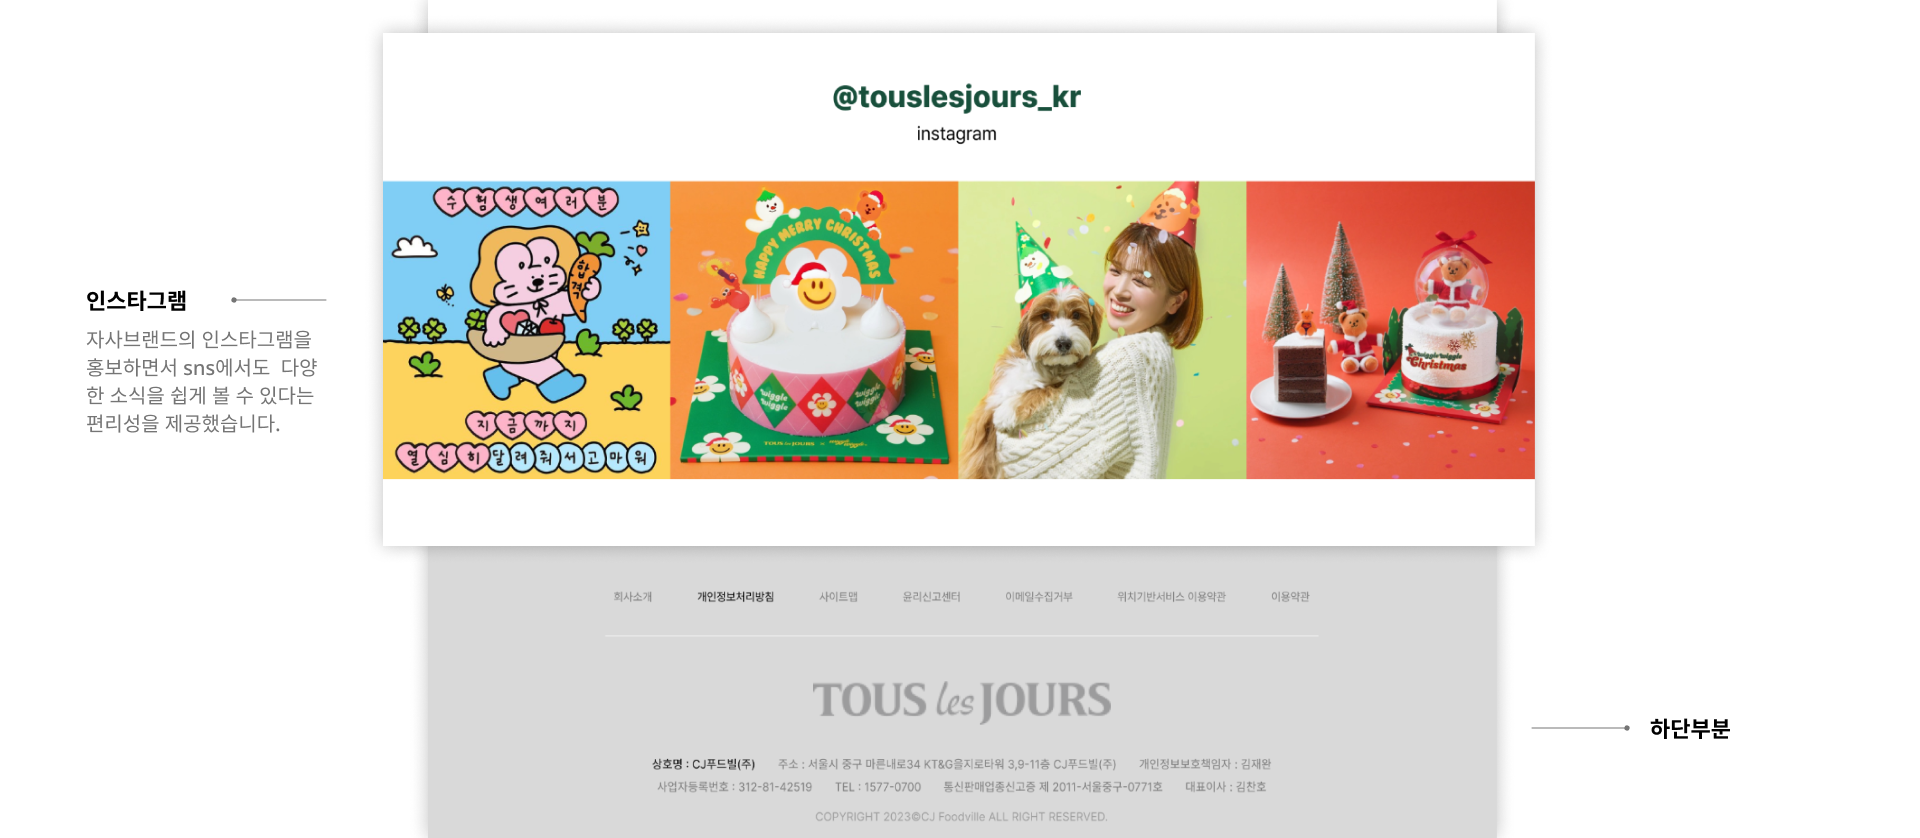 @touslesjours_kr
instagram
수험생여러분
합격
지금까지
열심히달려줘서고마워
HAPPY MERRY CHRISTMAS
wiggle wiggle
wiggle wiggle
TOUS les JOURS × wiggle wiggle
wiggle wiggle
Christmas
인스타그램
자사브랜드의 인스타그램을
홍보하면서 sns에서도 다양
한 소식을 쉽게 볼 수 있다는
편리성을 제공했습니다.
회사소개 개인정보처리방침 사이트맵 윤리신고센터 이메일수집거부 위치기반서비스 이용약관 이용약관
TOUS les JOURS
하단부분
상호명 : CJ푸드빌(주) 주소 : 서울시 중구 마른내로34 KT&G을지로타워 3,9-11층 CJ푸드빌(주) 개인정보보호책임자 : 김재완
사업자등록번호 : 312-81-42519 TEL : 1577-0700 통신판매업종신고증 제 2011-서울중구-0771호 대표이사 : 김찬호
COPYRIGHT 2023©CJ Foodville ALL RIGHT RESERVED.